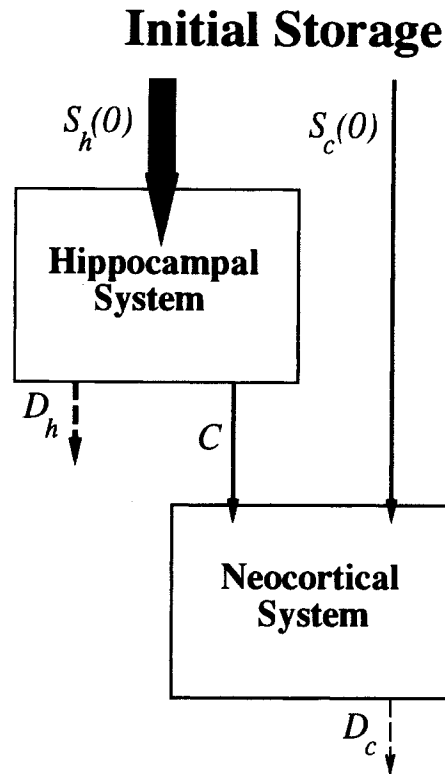 Initial Storage
S_h(0)
S_c(0)
Hippocampal
System
D_h
C
Neocortical
System
D_c